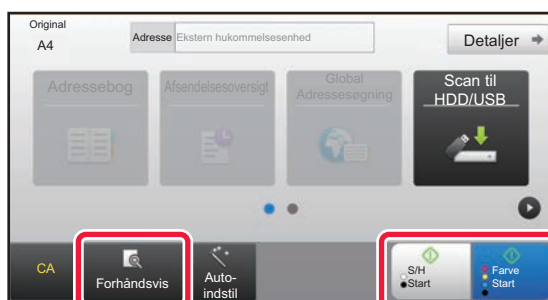 Original
A4
Adresse
Ekstern hukommelsesenhed
Detaljer
Adressebog
Afsendelsesoversigt
Global
Adressesøgning
Scan til
HDD/USB
CA
Forhåndsvis
Auto-
indstil
S/H
Start
Farve
Start